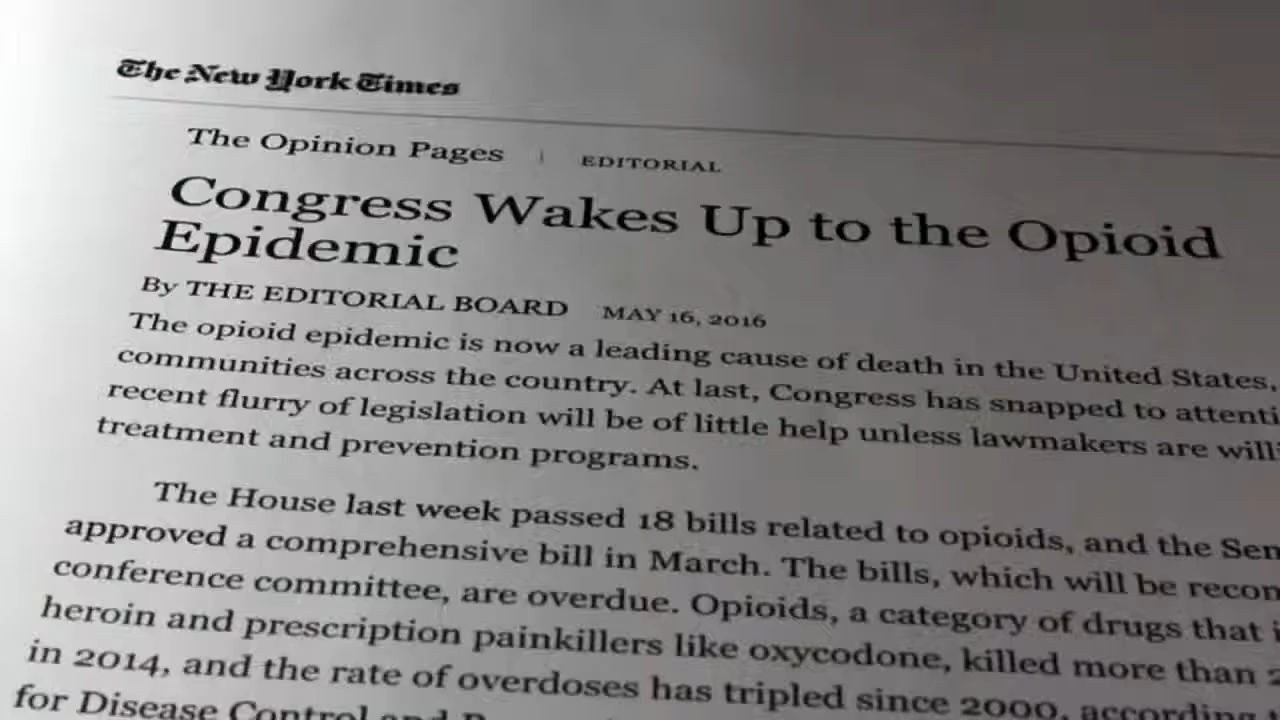 The New York Times
The Opinion Pages | EDITORIAL
Congress Wakes Up to the Opioid
Epidemic
By THE EDITORIAL BOARD MAY 16, 2016
The opioid epidemic is now a leading cause of death in the United States,
communities across the country. At last, Congress has snapped to
recent flurry of legislation will be of little help unless lawmakers are
treatment and prevention programs.
The House last week passed 18 bills related to opioids, and the
approved a comprehensive bill in March. The bills, which will be
conference committee, are overdue. Opioids, a category of drugs that
heroin and prescription painkillers like oxycodone, killed more than
in 2014, and the rate of overdoses has tripled since 2000, according
for Disease Control and